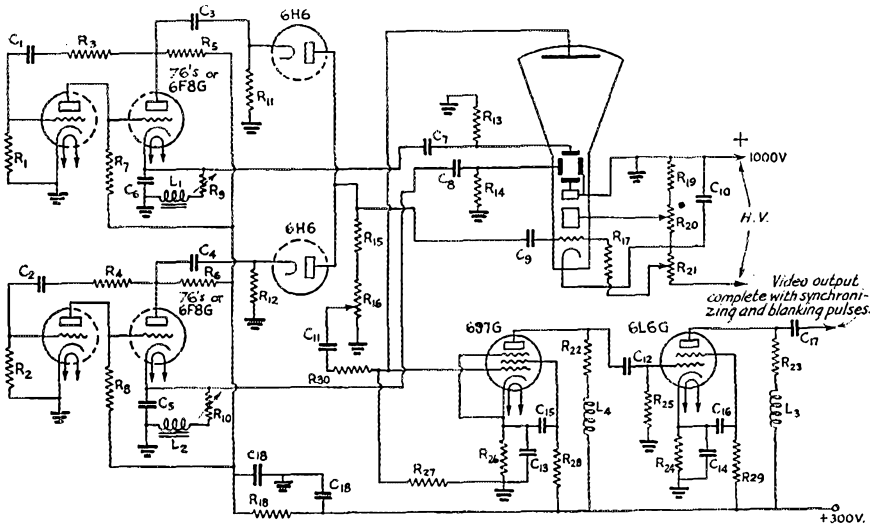 C3
6H6
C1
R3
R5
76's or
6F8G
R11
R13
C7
R1
R7
C6
L1
R9
C8
R14
+
1000V
R19
C10
R20
H.V.
R21
6H6
R15
C9
R17
C2
R4
C4
R6
76's or
6F8G
R12
R16
C11
Video output
complete with synchroni-
zing and blanking pulses.
6L6G
C17
R2
R8
R30
R22
C12
R23
C5
R10
L2
L4
R25
L3
C15
C16
C18
C18
R27
R26
C13
R28
R24
C14
R29
R18
+300V.